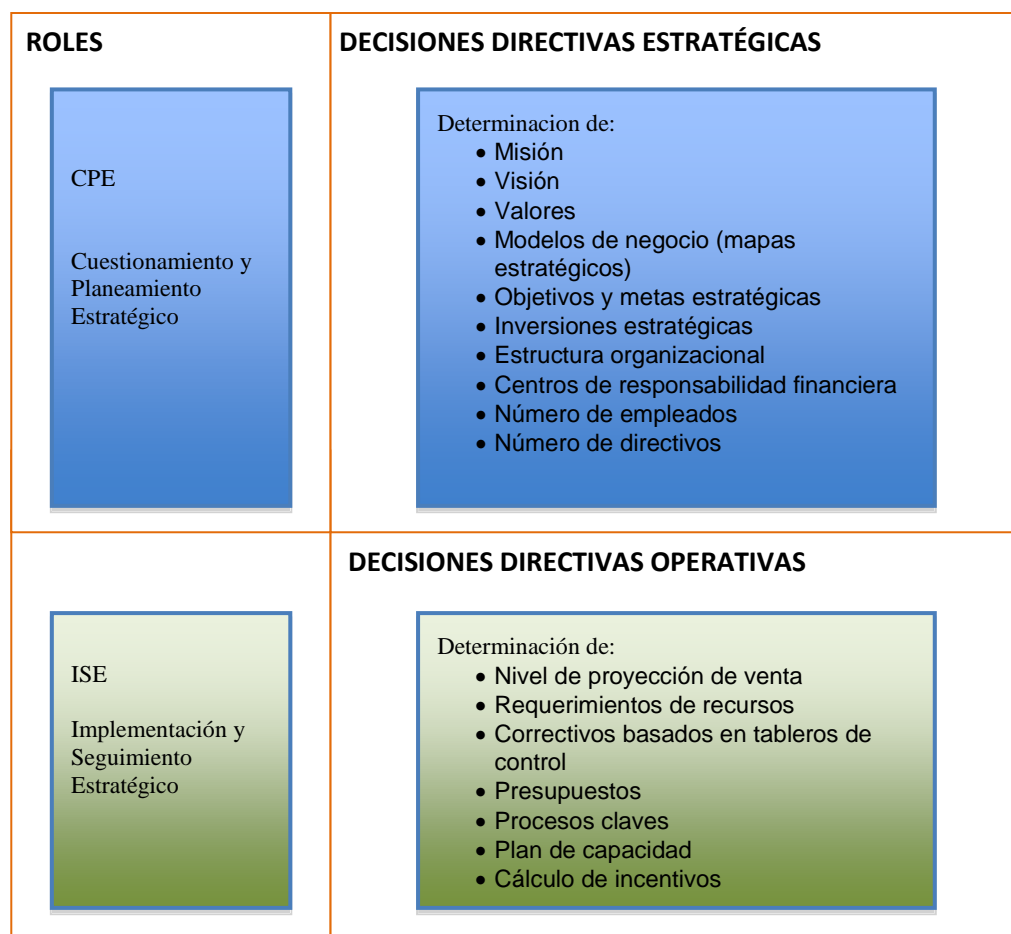 ROLES
DECISIONES DIRECTIVAS ESTRATÉGICAS
CPE
Cuestionamiento y
Planeamiento
Estratégico
Determinacion de:
• Misión
• Visión
• Valores
• Modelos de negocio (mapas
estratégicos)
• Objetivos y metas estratégicas
• Inversiones estratégicas
• Estructura organizacional
• Centros de responsabilidad financiera
• Número de empleados
• Número de directivos
DECISIONES DIRECTIVAS OPERATIVAS
ISE
Implementación y
Seguimiento
Estratégico
Determinación de:
• Nivel de proyección de venta
• Requerimientos de recursos
• Correctivos basados en tableros de
control
• Presupuestos
• Procesos claves
• Plan de capacidad
• Cálculo de incentivos